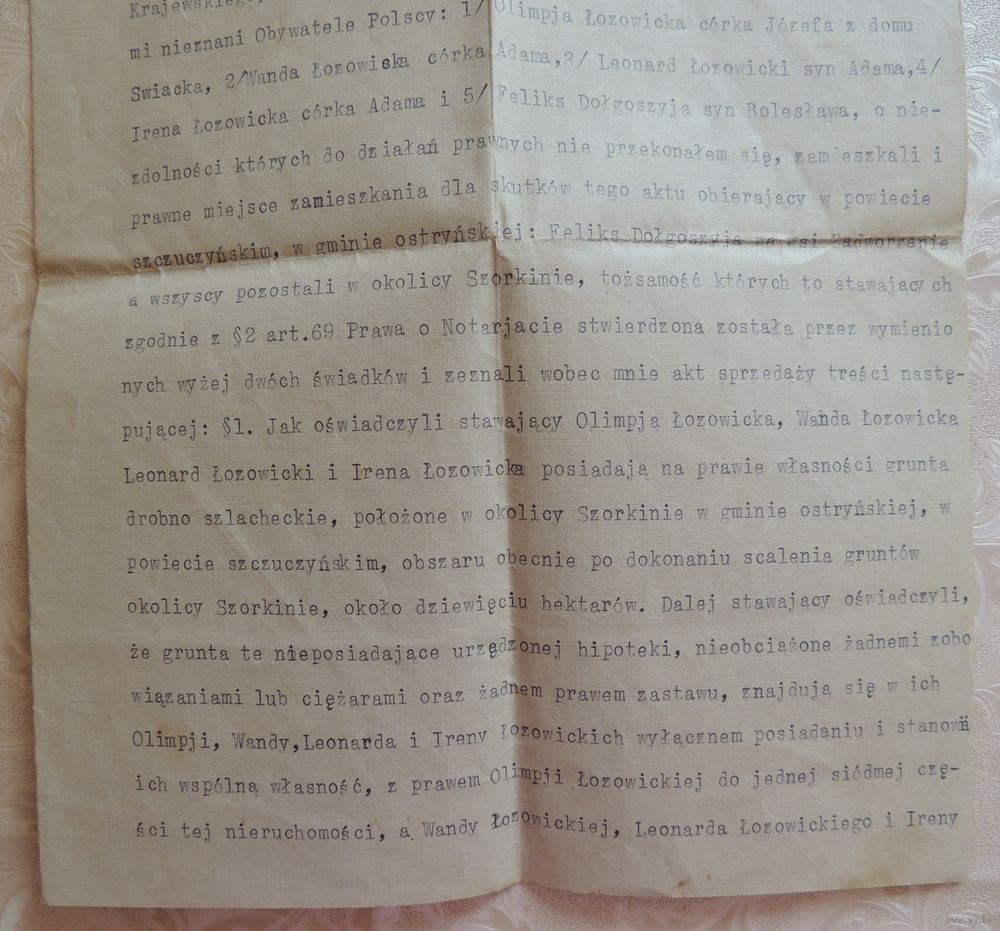 Krajewskiego,
mi nieznani Obywatele Polscy: 1/ Olimpja Łozowicka córka Józefa z domu
Swiacka, 2/Wanda Łozowicka córka Adama,3/ Leonard Łozowicki syn Adama,4/
Irena Łozowicka córka Adama i 5/ Feliks Dołgoszyja syn Bolesława, o nie-
zdolności których do działań prawnych nie przekonałem się, zamieszkali i
prawne miejsce zamieszkania dla skutków tego aktu obierający w powiecie
szczuczyńskim, w gminie ostryńskiej: Feliks Dołgoszyja we wsi Zadworzanie
a wszyscy pozostali w okolicy Szorkinie, tożsamość których to stawający ch
zgodnie z §2 art.69 Prawa o Notarjacie stwierdzona została przez wymienio
nych wyżej dwóch świadków i zeznali wobec mnie akt sprzedaży treści nastę-
pującej: §1. Jak oświadczyli stawający Olimpja Łozowicka, Wanda Łozowicka
Leonard Łozowicki i Irena Łozowicka posiadają na prawie własności grunta
drobno szlacheckie, położone w okolicy Szorkinie w gminie ostryńskiej, w
powiecie szczuczyńskim, obszaru obecnie po dokonaniu scalenia gruntów
okolicy Szorkinie, około dziewięciu hektarów. Dalej stawający oświadczyli,
że grunta te nieposiadające urządzonej hipoteki, nieobciążone żadnemi zobo
wiązaniami lub ciężarami oraz żadnem prawem zastawu, znajdują się w ich
Olimpji, Wandy,Leonarda i Ireny Łozowickich wyłącznem posiadaniu i stanowią
ich wspólną własność, z prawem Olimpji Łozowickiej do jednej siódmej czę-
ści tej nieruchomości, a Wandy Łozowickiej, Leonarda Łozowickiego i Ireny
www.ay.by